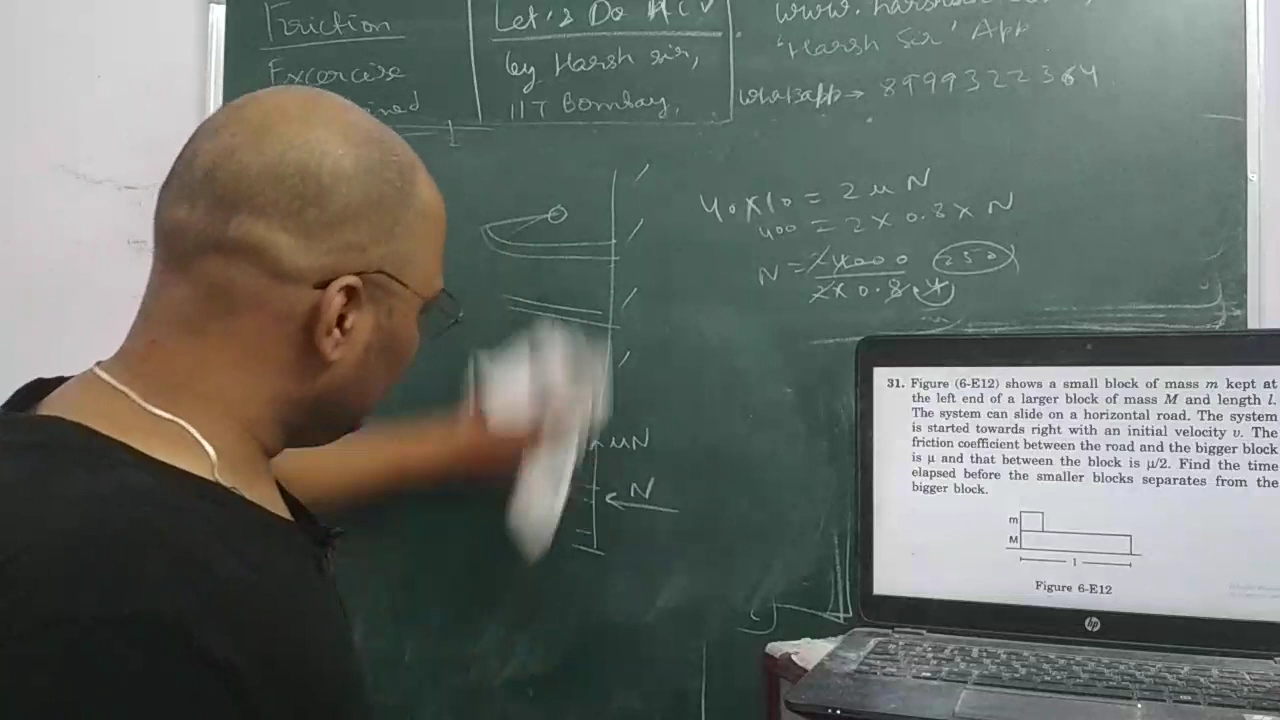 Friction
Excercise
Let's Do HCV
by Harsh sir,
IIT Bombay,
'Harsh Sir' App
whatsapp → 8999322364
40x10 = 2 µ N
400 = 2 x 0.8 x N
N = 4000 250
2 x 0.8 4
µN
N
31. Figure (6-E12) shows a small block of mass m kept at
the left end of a larger block of mass M and length l.
The system can slide on a horizontal road. The system
is started towards right with an initial velocity υ. The
friction coefficient between the road and the bigger block
is µ and that between the block is µ/2. Find the time
elapsed before the smaller blocks separates from the
bigger block.
m
M
l
Figure 6-E12
hp